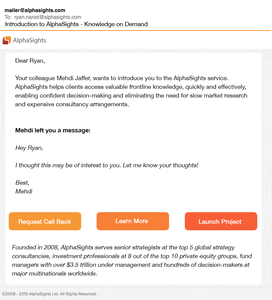 mailer@alphasights.com
To: ryan.narod@alphasights.com
Introduction to AlphaSights - Knowledge on Demand
AlphaSights
Dear Ryan,
Your colleague Mehdi Jaffer, wants to introduce you to the AlphaSights service.
AlphaSights helps clients access valuable frontline knowledge, quickly and effectively,
enabling confident decision-making and eliminating the need for slow market research
and expensive consultancy arrangements.
Mehdi left you a message:
Hey Ryan,
I thought this may be of interest to you. Let me know your thoughts!
Best,
Mehdi
Request Call Back
Learn More
Launch Project
Founded in 2008, AlphaSights serves senior strategists at the top 5 global strategy
consultancies, investment professionals at 8 out of the top 10 private equity groups, fund
managers with over $3.5 trillion under management and hundreds of decision-makers at
major multinationals worldwide.
©2008 - 2015 AlphaSights Ltd, All Rights Reserved.